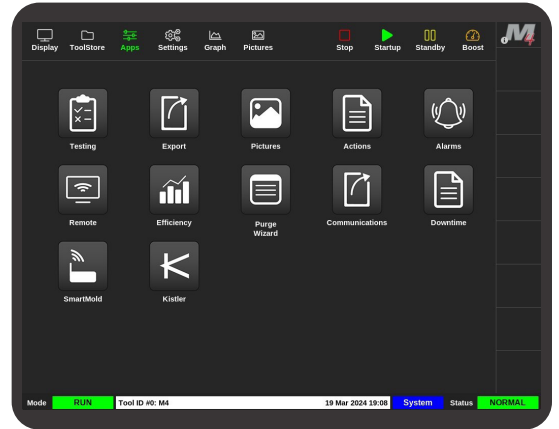 Display ToolStore Apps Settings Graph Pictures Stop Startup Standby Boost M4
Testing Export Pictures Actions Alarms
Remote Efficiency Purge Wizard Communications Downtime
SmartMold Kistler
Mode RUN Tool ID #0: M4 19 Mar 2024 19:08 System Status NORMAL